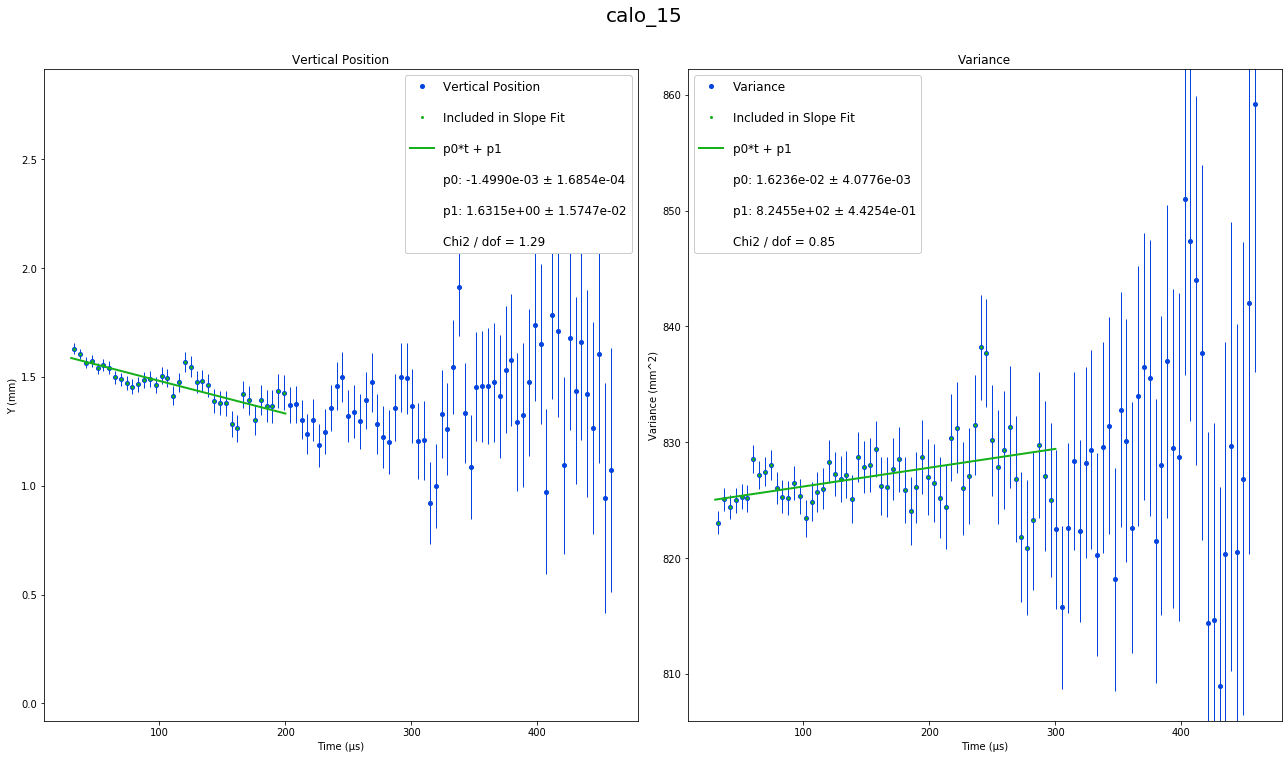 calo_15
Vertical Position
Vertical Position
Included in Slope Fit
p0*t + p1
p0: -1.4990e-03 ± 1.6854e-04
p1: 1.6315e+00 ± 1.5747e-02
Chi2 / dof = 1.29
2.5
2.0
1.5
1.0
0.5
0.0
Y (mm)
100 200 300 400
Time (µs)
Variance
Variance
Included in Slope Fit
p0*t + p1
p0: 1.6236e-02 ± 4.0776e-03
p1: 8.2455e+02 ± 4.4254e-01
Chi2 / dof = 0.85
860
850
840
830
820
810
Variance (mm^2)
100 200 300 400
Time (µs)